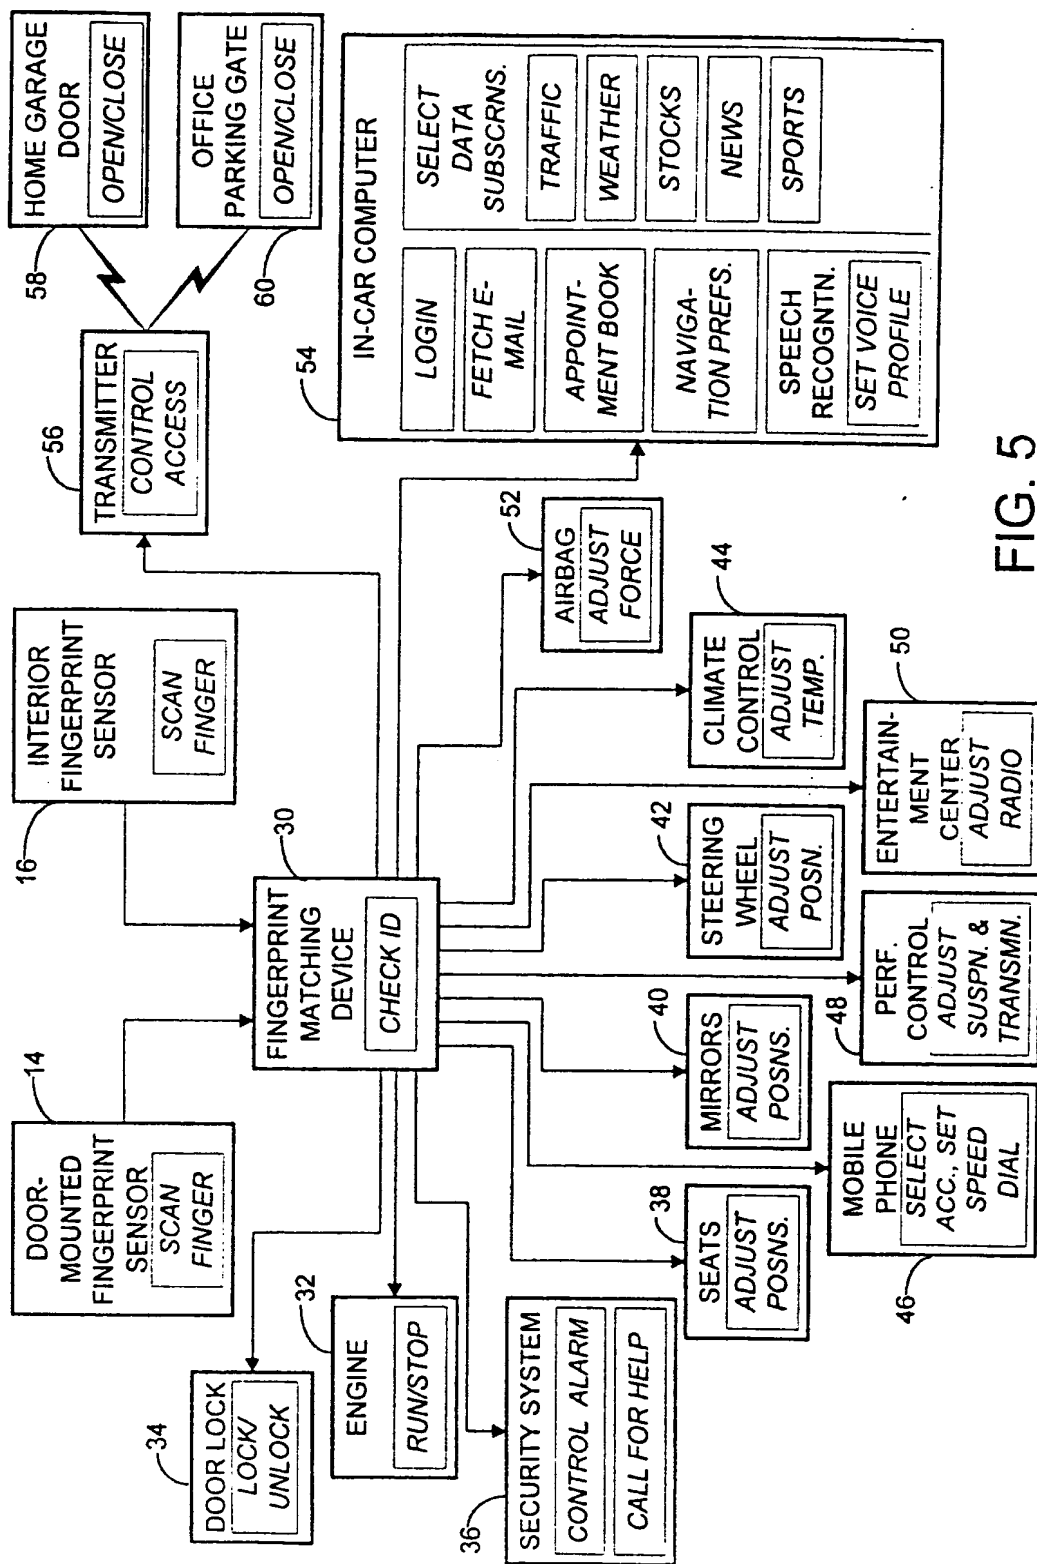 14
DOOR-
MOUNTED
FINGERPRINT
SENSOR
SCAN
FINGER
16
INTERIOR
FINGERPRINT
SENSOR
SCAN
FINGER
56
TRANSMITTER
CONTROL
ACCESS
58
HOME GARAGE
DOOR
OPEN/CLOSE
60
OFFICE
PARKING GATE
OPEN/CLOSE
34
DOOR LOCK
LOCK/
UNLOCK
30
FINGERPRINT
MATCHING
DEVICE
CHECK ID
32
ENGINE
RUN/STOP
36
SECURITY SYSTEM
CONTROL ALARM
CALL FOR HELP
54
IN-CAR COMPUTER
LOGIN
FETCH E-
MAIL
APPOINT-
MENT BOOK
NAVIGA-
TION PREFS.
SPEECH
RECOGNTN.
SET VOICE
PROFILE
SELECT
DATA
SUBSCRNS.
TRAFFIC
WEATHER
STOCKS
NEWS
SPORTS
52
AIRBAG
ADJUST
FORCE
38
SEATS
ADJUST
POSNS.
40
MIRRORS
ADJUST
POSNS.
42
STEERING
WHEEL
ADJUST
POSN.
44
CLIMATE
CONTROL
ADJUST
TEMP.
46
MOBILE
PHONE
SELECT
ACC., SET
SPEED
DIAL
48
PERF.
CONTROL
ADJUST
SUSPN. &
TRANSMN.
50
ENTERTAIN-
MENT
CENTER
ADJUST
RADIO
FIG. 5